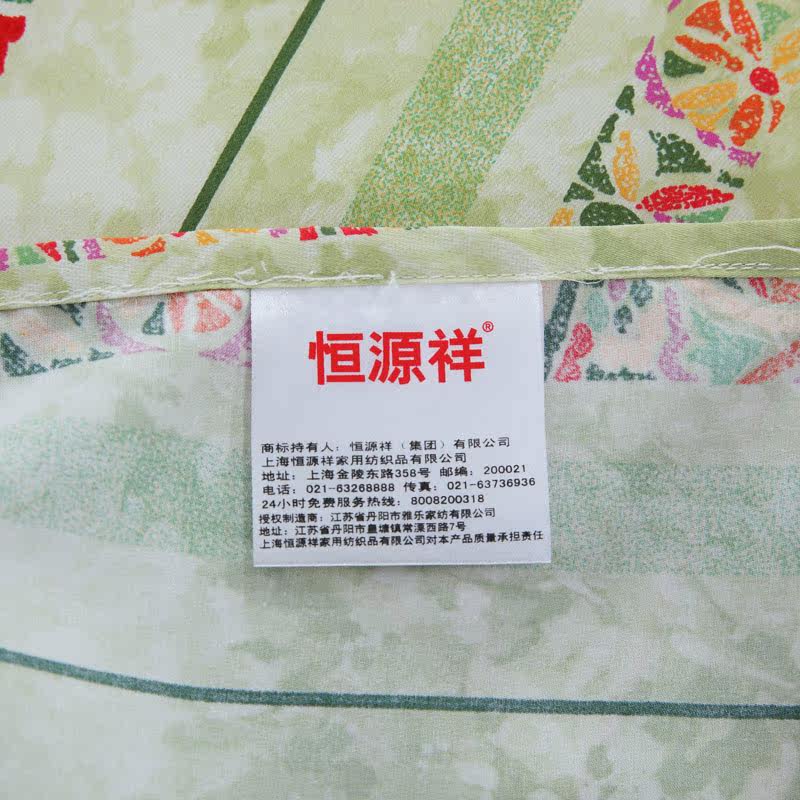 恒源祥®
商标持有人：恒源祥（集团）有限公司
上海恒源祥家用纺织品有限公司
地址：上海金陵东路358号 邮编：200021
电话：021-63268888 传真：021-63736936
24小时免费服务热线：8008200318
授权制造商：江苏省丹阳市雅乐家纺有限公司
地址：江苏省丹阳市皇塘镇常溧西路7号
上海恒源祥家用纺织品有限公司对本产品质量承担责任